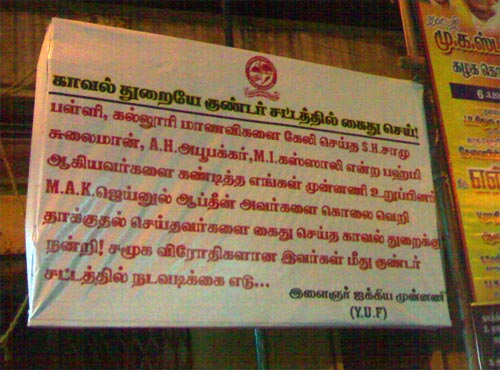 காவல் துறையே குண்டர் சட்டத்தில் கைது செய்!
பள்ளி, கல்லூரி மாணவிகளை கேலி செய்த S.H.சாமு
சுலைமான், A.H.அபூபக்கர், M.I.கஸ்ஸாலி என்ற பஹ்மி
ஆகியவர்களை கண்டித்த எங்கள் முன்னணி உறுப்பினர்
M.A.K.ஜெய்னுல் ஆப்தீன் அவர்களை கொலை வெறி
தாக்குதல் செய்தவர்களை கைது செய்த காவல் துறைக்கு
நன்றி! சமூக விரோதிகளான இவர்கள் மீது குண்டர்
சட்டத்தில் நடவடிக்கை எடு...
இளைஞர் ஐக்கிய முன்னணி
(Y.U.F)
மு.க.ஸ்
கழக